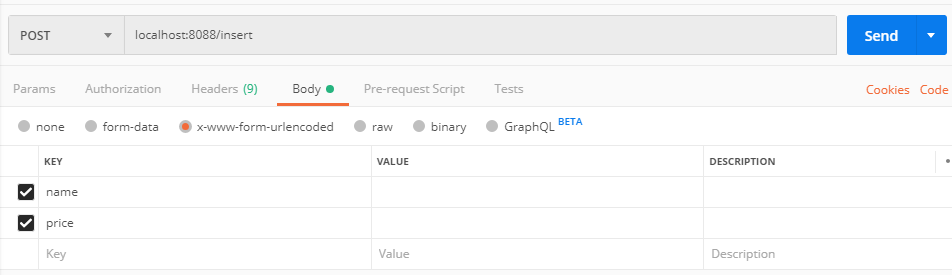 POST localhost:8088/insert Send
Params Authorization Headers (9) Body Pre-request Script Tests Cookies Code
none form-data x-www-form-urlencoded raw binary GraphQL BETA
KEY VALUE DESCRIPTION
name
price
Key Value Description